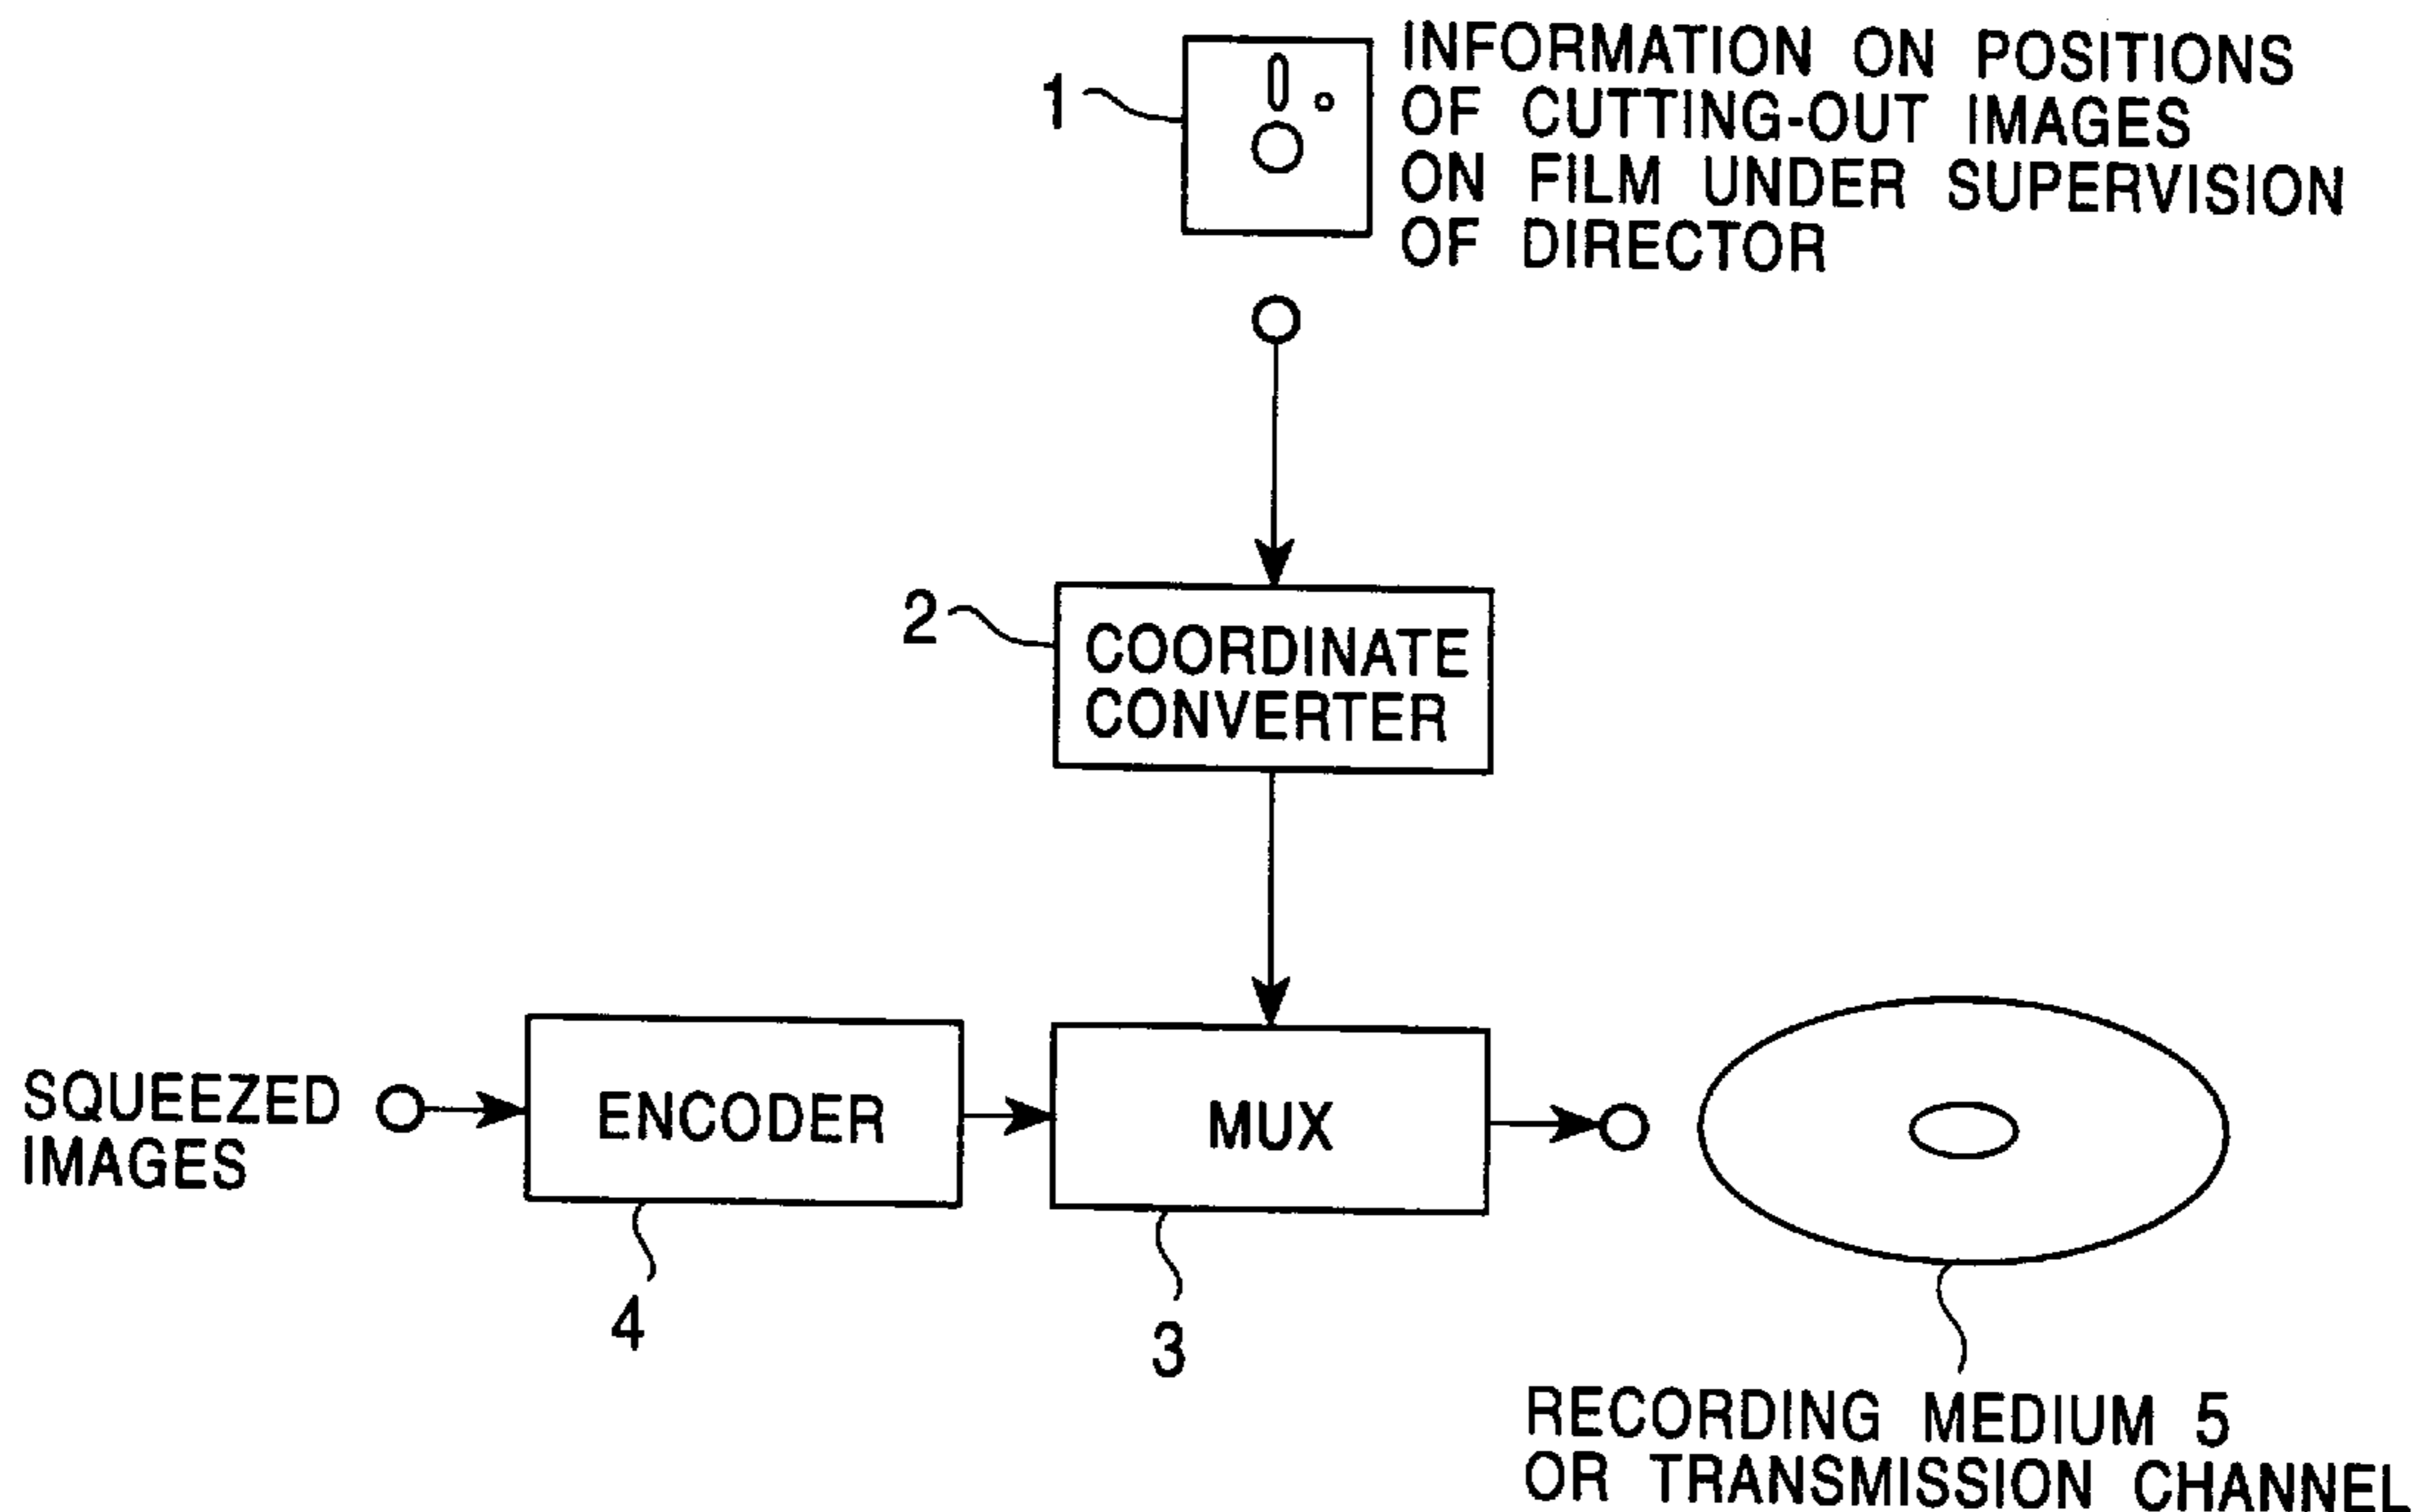 1
INFORMATION ON POSITIONS
OF CUTTING-OUT IMAGES
ON FILM UNDER SUPERVISION
OF DIRECTOR
2
COORDINATE
CONVERTER
SQUEEZED
IMAGES
ENCODER
MUX
4
3
RECORDING MEDIUM 5
OR TRANSMISSION CHANNEL